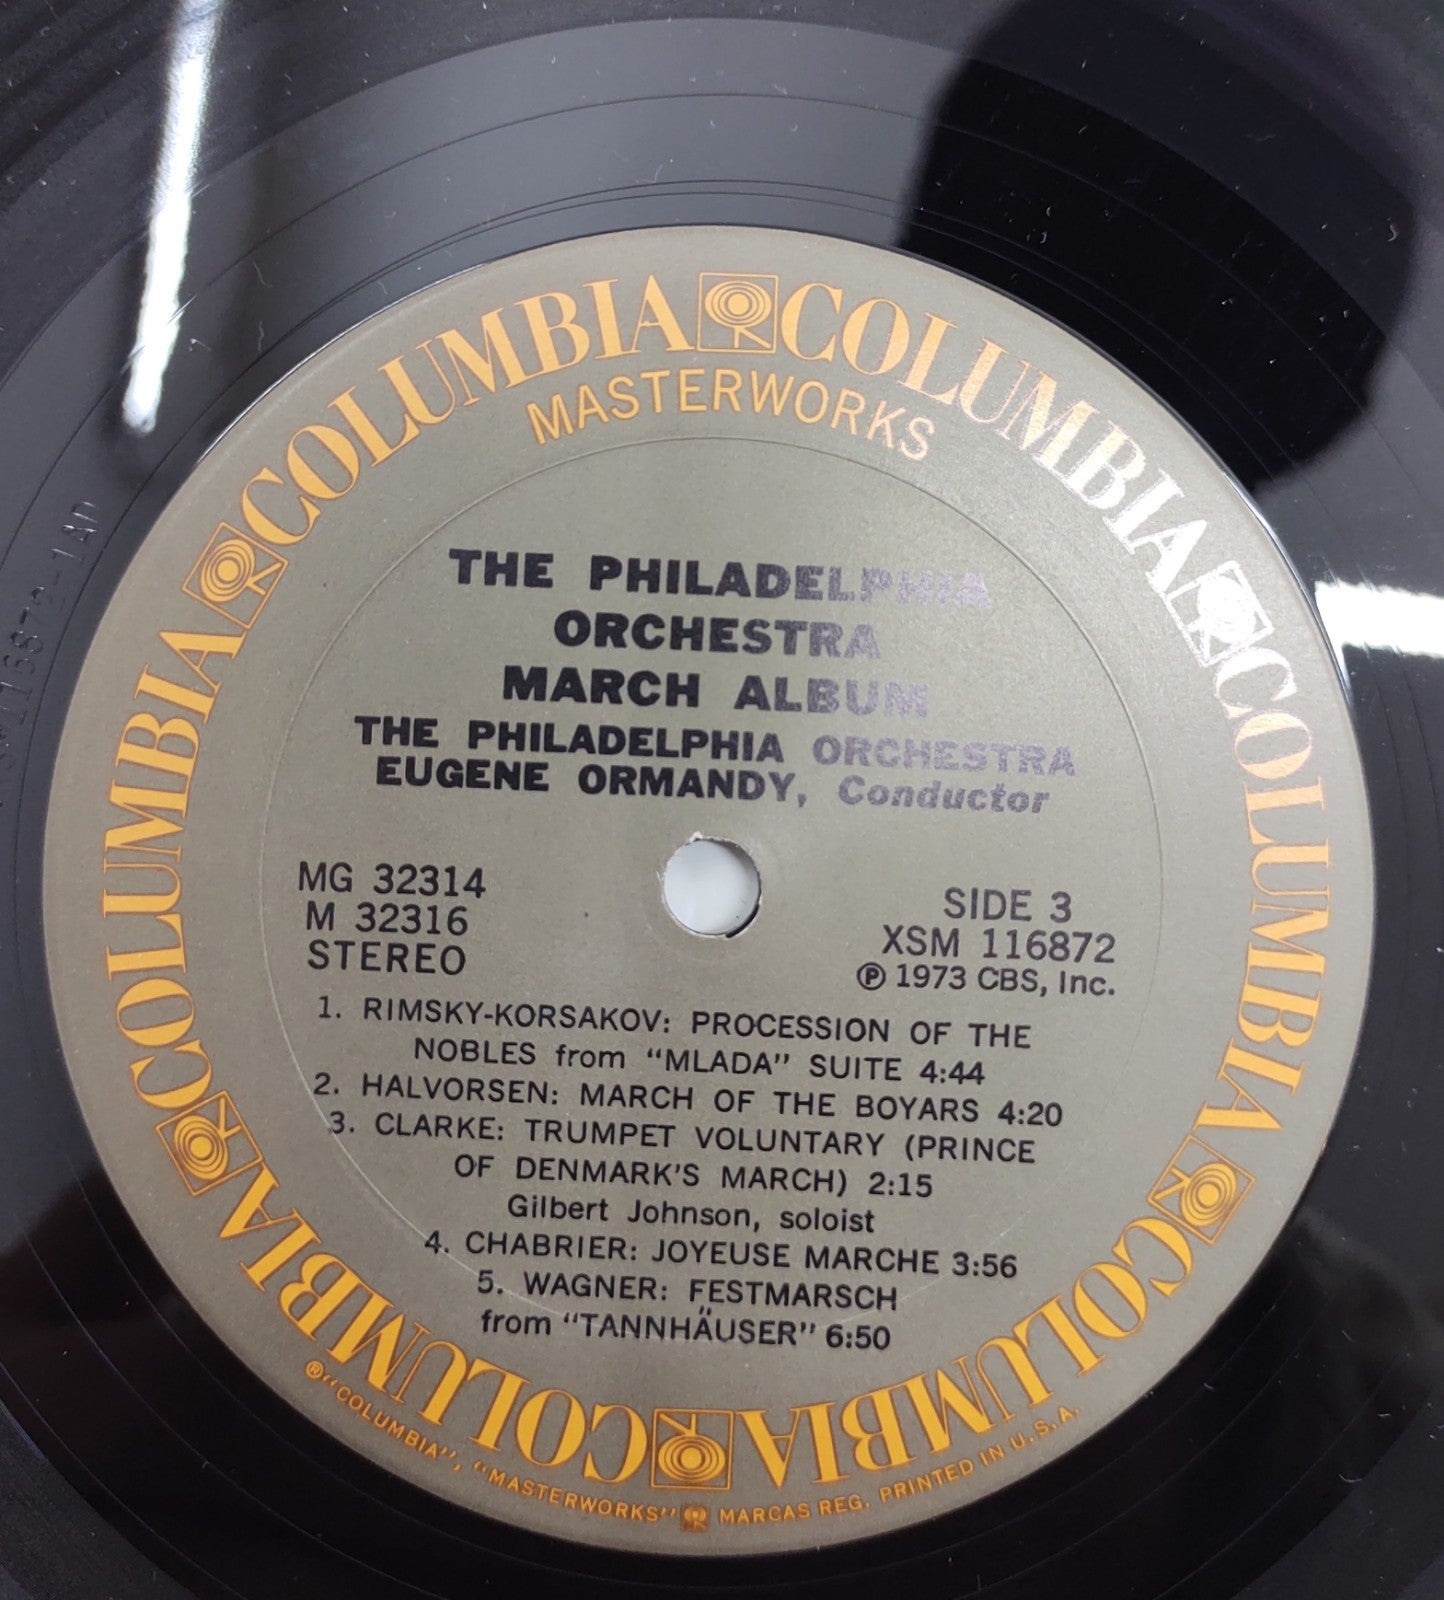 COLUMBIA COLUMBIA COLUMBIA COLUMBIA COLUMBIA COLUMBIA COLUMBIA
MASTERWORKS
THE PHILADELPHIA
ORCHESTRA
MARCH ALBUM
THE PHILADELPHIA ORCHESTRA
EUGENE ORMANDY, Conductor
MG 32314
M 32316
STEREO
SIDE 3
XSM 116872
Ⓟ 1973 CBS, Inc.
1. RIMSKY-KORSAKOV: PROCESSION OF THE
NOBLES from "MLADA" SUITE 4:44
2. HALVORSEN: MARCH OF THE BOYARS 4:20
3. CLARKE: TRUMPET VOLUNTARY (PRINCE
OF DENMARK'S MARCH) 2:15
Gilbert Johnson, soloist
4. CHABRIER: JOYEUSE MARCHE 3:56
5. WAGNER: FESTMARSCH
from "TANNHÄUSER" 6:50
® "COLUMBIA", "MASTERWORKS" MARCAS REG. PRINTED IN U.S.A.